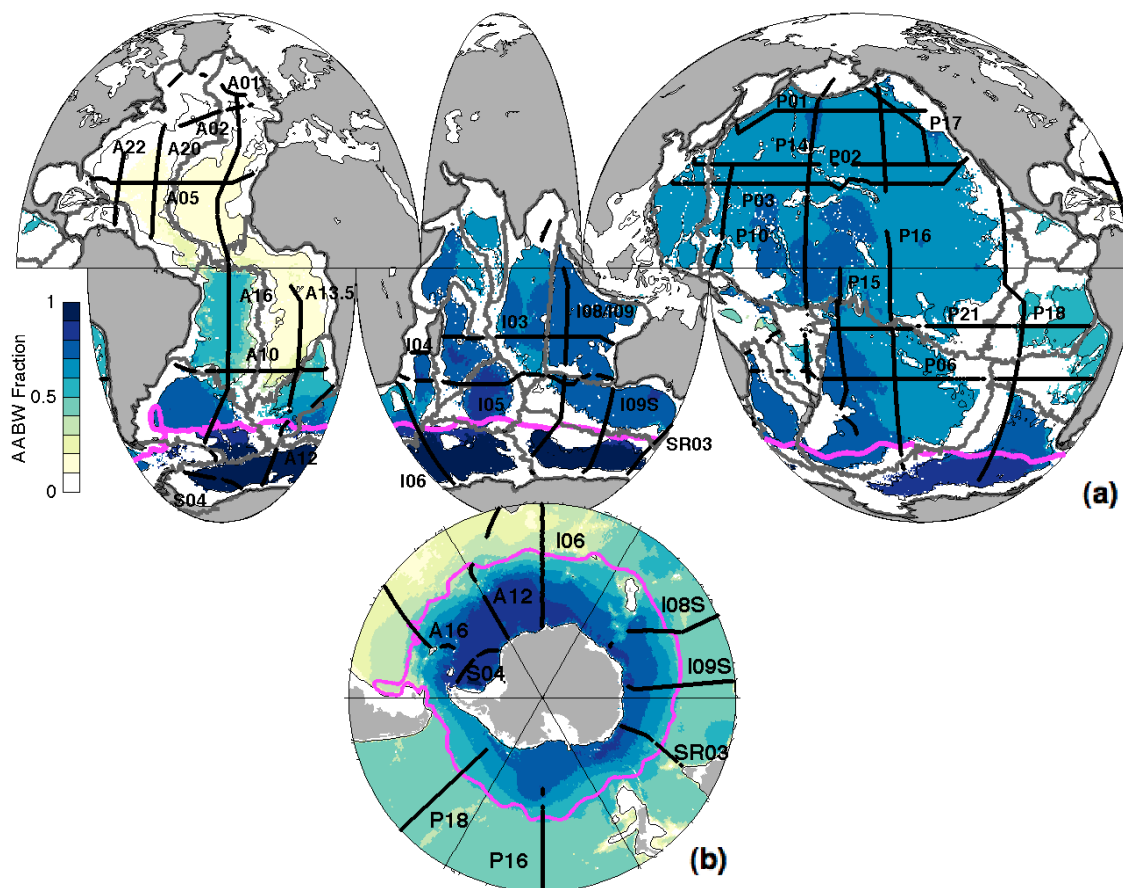 A01
A02
A22
A20
A05
A16
A13.5
A10
A12
S04
AABW Fraction
1
0.5
0
I03
I08/I09
I04
I05
I09S
SR03
I06
P01
P17
P14
P02
P03
P10
P16
P15
P21
P18
P06
(a)
I06
A12
I08S
A16
S04
I09S
SR03
P18
P16
(b)